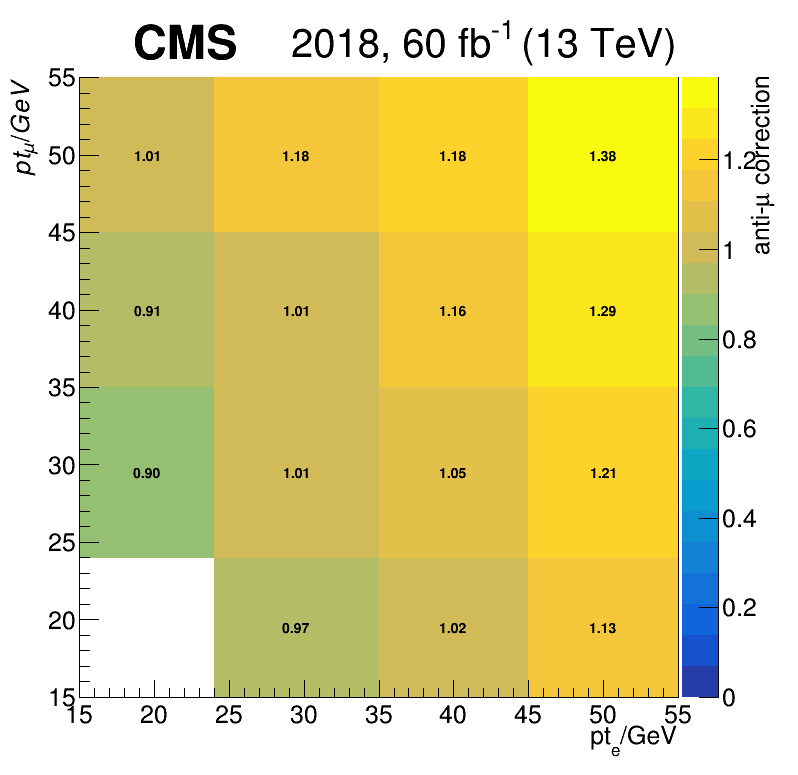 CMS 2018, 60 fb-1 (13 TeV)
ptμ/GeV
anti-μ correction
55
50
45
40
35
30
25
20
15
1.01 1.18 1.18 1.38
0.91 1.01 1.16 1.29
0.90 1.01 1.05 1.21
0.97 1.02 1.13
1.2
1
0.8
0.6
0.4
0.2
0
15 20 25 30 35 40 45 50 55
pte/GeV